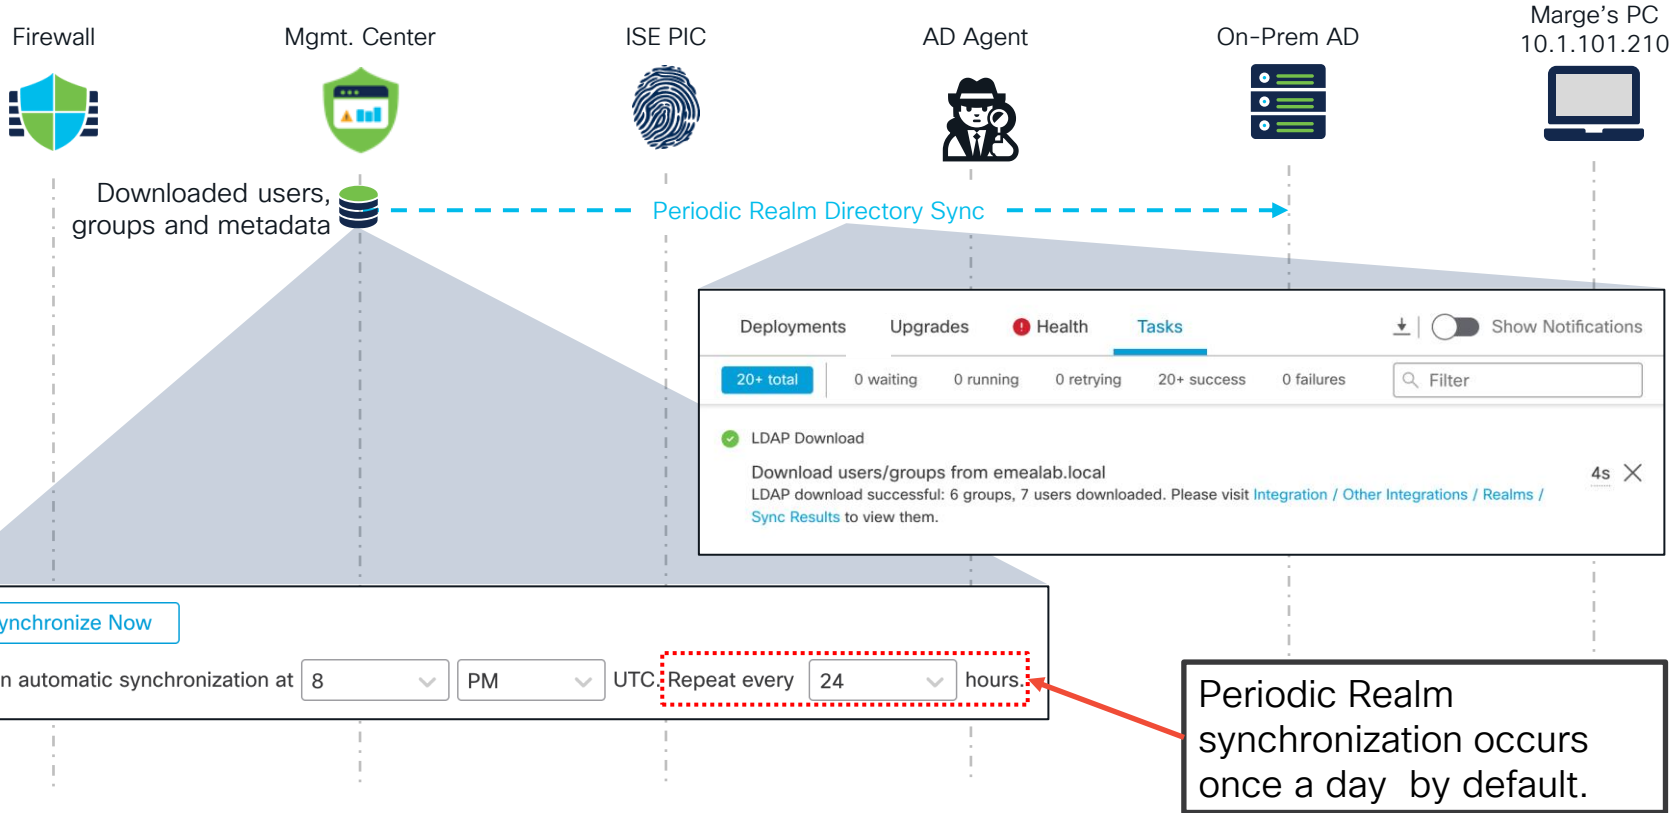 Firewall
Mgmt. Center
ISE PIC
AD Agent
On-Prem AD
Marge's PC
10.1.101.210
Downloaded users,
groups and metadata
Periodic Realm Directory Sync
Deployments Upgrades Health Tasks Show Notifications
20+ total 0 waiting 0 running 0 retrying 20+ success 0 failures Filter
LDAP Download
Download users/groups from emealab.local 4s
LDAP download successful: 6 groups, 7 users downloaded. Please visit Integration / Other Integrations / Realms /
Sync Results to view them.
ynchronize Now
n automatic synchronization at 8 PM UTC. Repeat every 24 hours.
Periodic Realm
synchronization occurs
once a day by default.